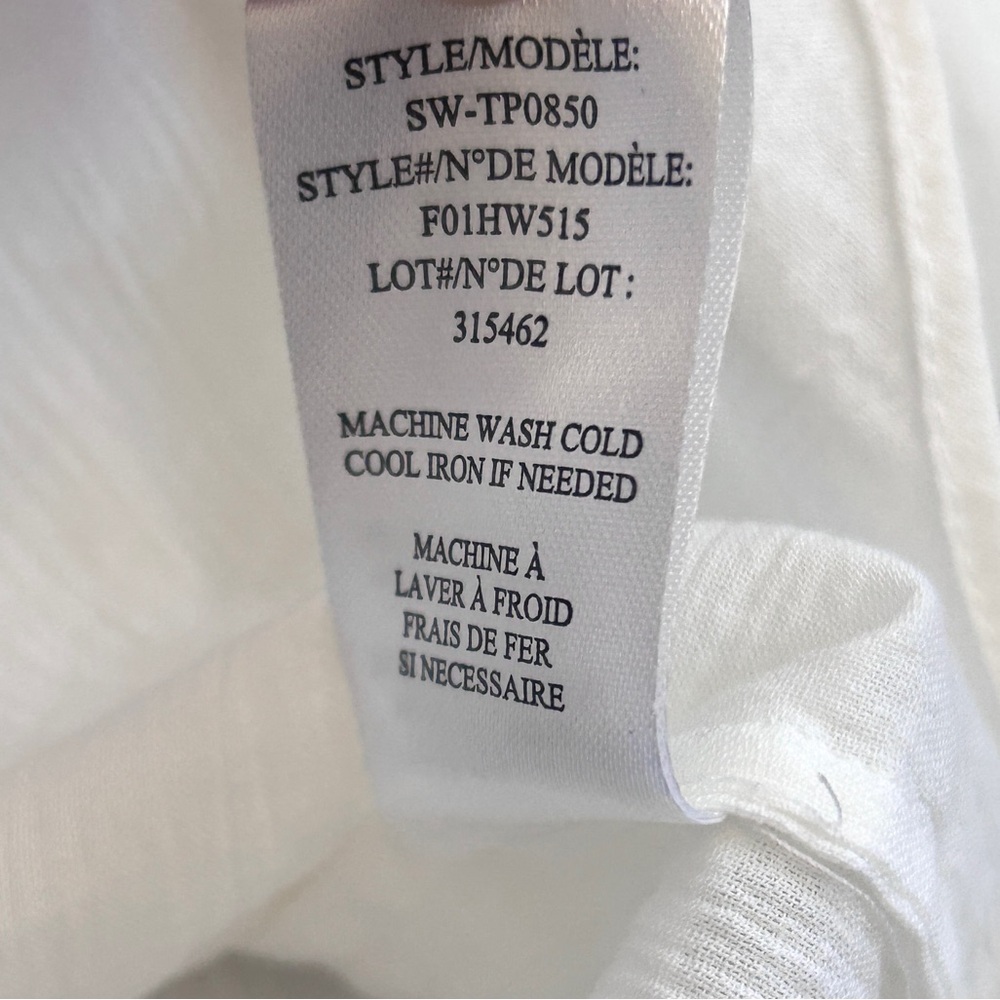 STYLE/MODÈLE:
SW-TP0850
STYLE#/N°DE MODÈLE:
F01HW515
LOT#/N°DE LOT :
315462
MACHINE WASH COLD
COOL IRON IF NEEDED
MACHINE À
LAVER À FROID
FRAIS DE FER
SI NECESSAIRE